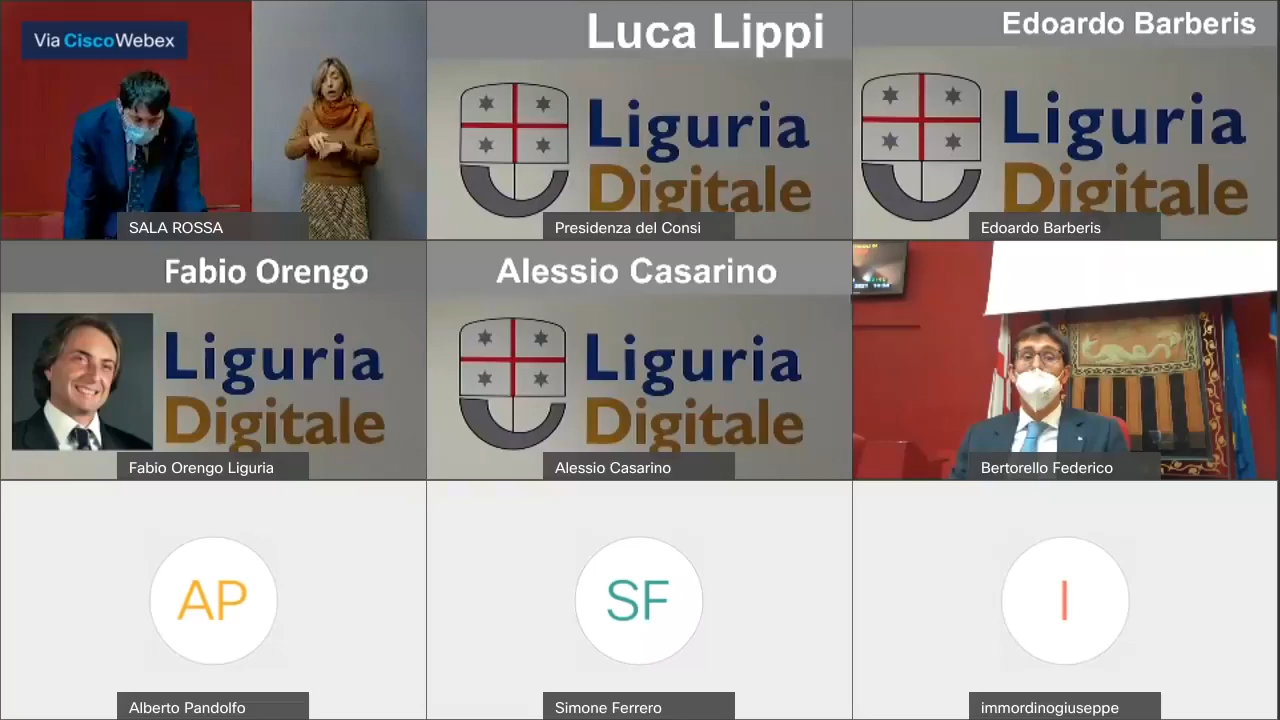 Via CiscoWebex
SALA ROSSA
Luca Lippi
Liguria
Digitale
Presidenza del Consi
Edoardo Barberis
Liguria
Digitale
Edoardo Barberis
Fabio Orengo
Liguria
Digitale
Fabio Orengo Liguria
Alessio Casarino
Liguria
Digitale
Alessio Casarino
Bertorello Federico
AP
Alberto Pandolfo
SF
Simone Ferrero
I
immordinogiuseppe